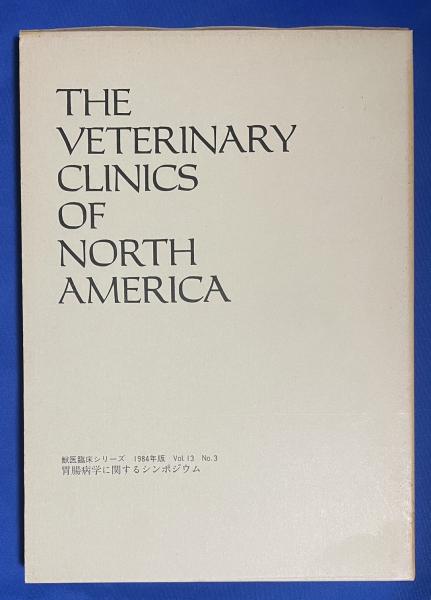 THE
VETERINARY
CLINICS
OF
NORTH
AMERICA
獣医臨床シリーズ 1984年版 Vol.13 No.3
胃腸病学に関するシンポジウム